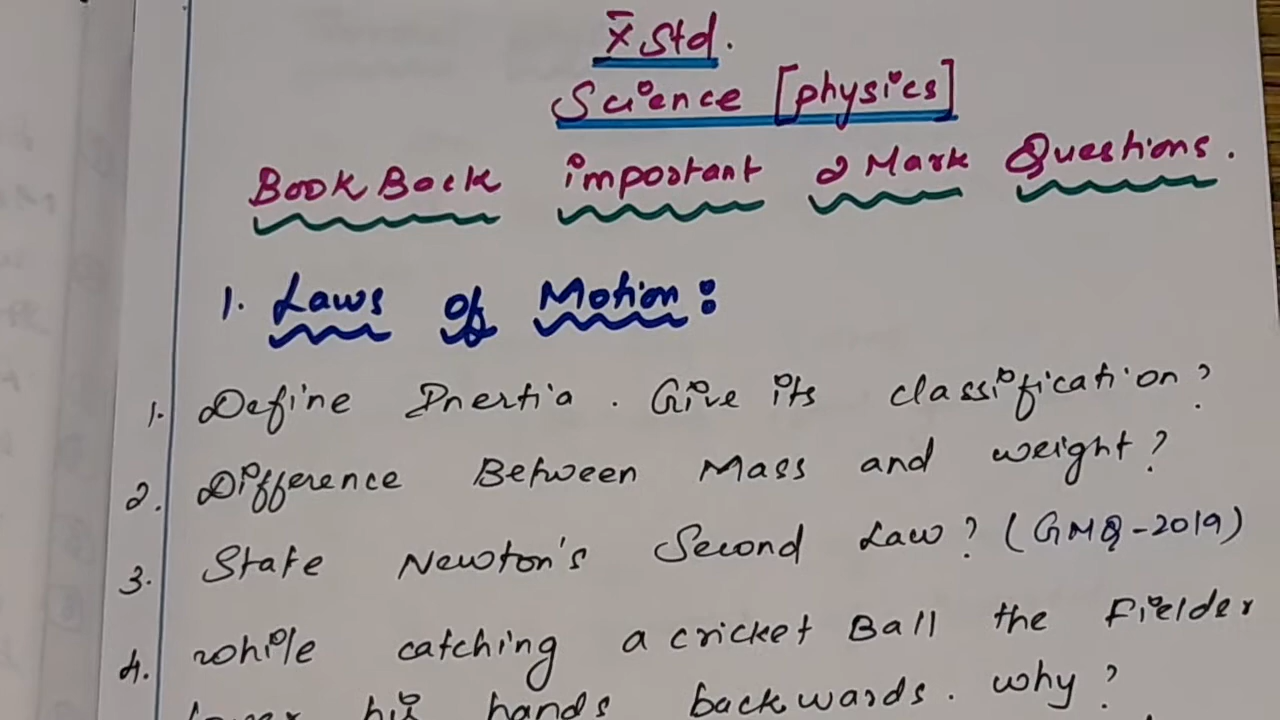 X Std.
Science [physics]
Book Back important 2 Mark Questions.
1. Laws of Motion:
1. Define Inertia. Give its classification?
2. Difference Between Mass and weight?
3. State Newton's Second Law? (GMQ-2019)
4. while catching a cricket Ball the Fielder
his hands backwards. why?